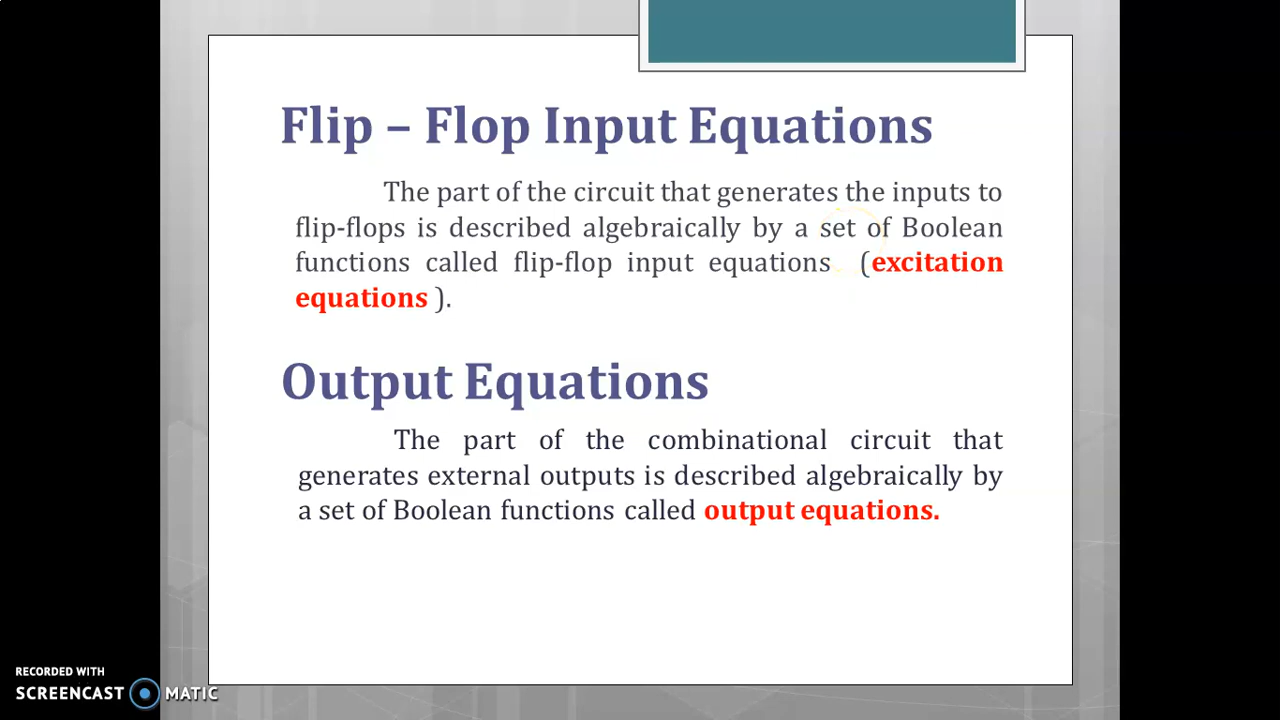 Flip – Flop Input Equations
The part of the circuit that generates the inputs to
flip-flops is described algebraically by a set of Boolean
functions called flip-flop input equations (excitation
equations ).
Output Equations
The part of the combinational circuit that
generates external outputs is described algebraically by
a set of Boolean functions called output equations.
RECORDED WITH
SCREENCAST MATIC